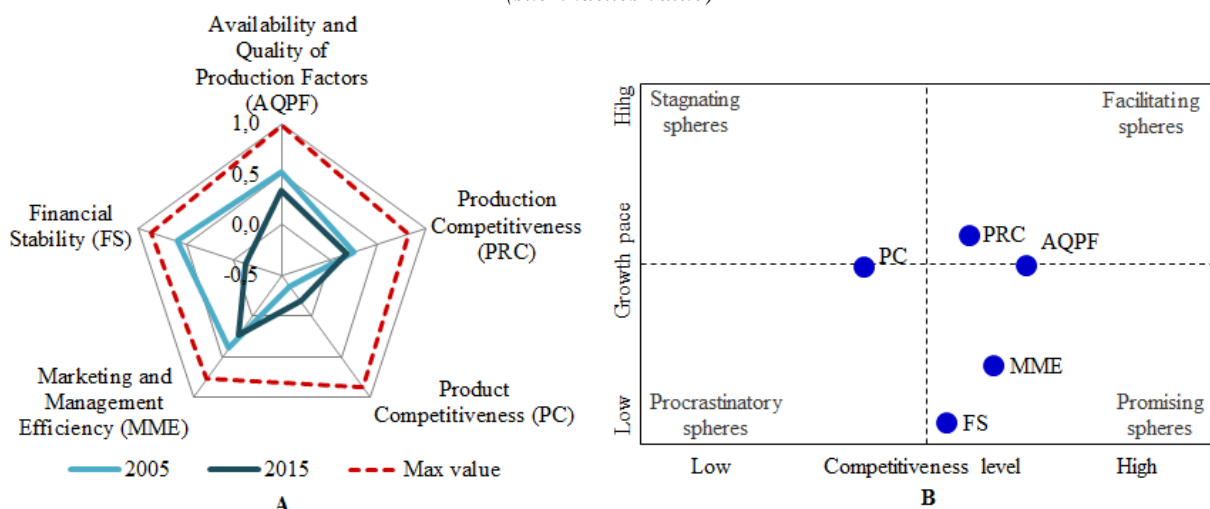 Availability and
Quality of
Production Factors
(AQPF)
1,0
0,5
0,0
-0,5
Production
Competitiveness
(PRC)
Financial
Stability (FS)
Marketing and
Management
Efficiency (MME)
Product
Competitiveness (PC)
2005
2015
Max value
A
Hihg
Growth pace
Low
Stagnating
spheres
Facilitating
spheres
PC
PRC
AQPF
MME
FS
Procrastinatory
spheres
Promising
spheres
Low
Competitiveness level
High
B